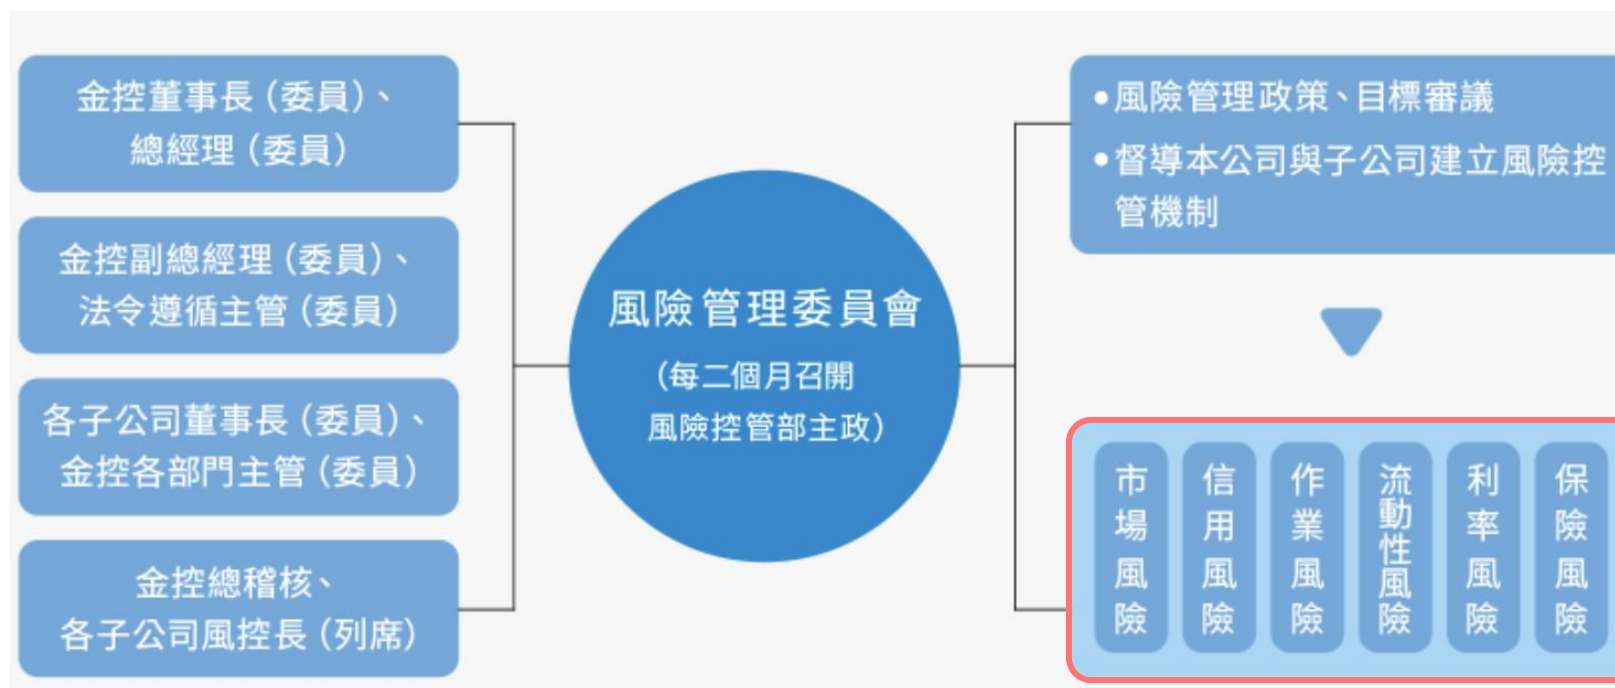 金控董事長（委員）、
總經理（委員）
金控副總經理（委員）、
法令遵循主管（委員）
各子公司董事長（委員）、
金控各部門主管（委員）
金控總稽核、
各子公司風控長（列席）
風險管理委員會
（每二個月召開
風險控管部主政）
•風險管理政策、目標審議
•督導本公司與子公司建立風險控
管機制
市場風險
信用風險
作業風險
流動性風險
利率風險
保險風險